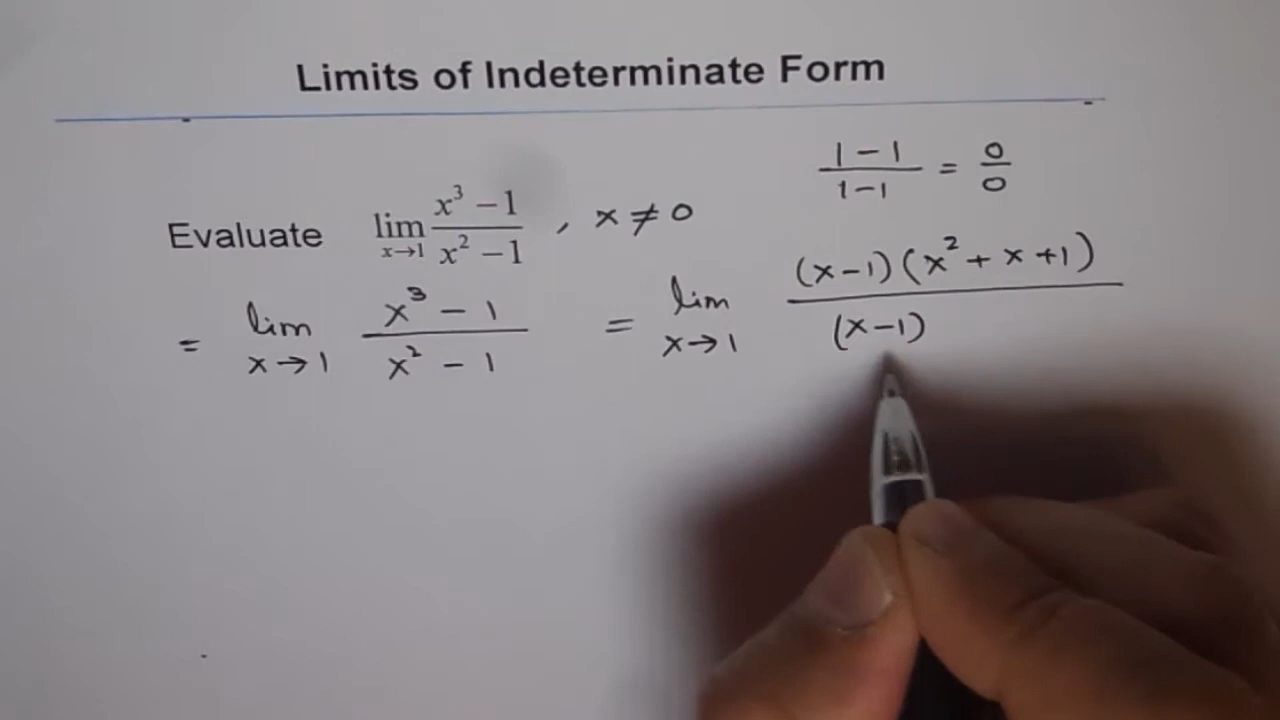 Limits of Indeterminate Form
1 - 1 / 1 - 1 = 0 / 0
Evaluate lim x→1 x³ − 1 / x² − 1 , x ≠ 0
= lim x→1 x³ − 1 / x² − 1 = lim x→1 (x−1)(x² + x + 1) / (x−1)